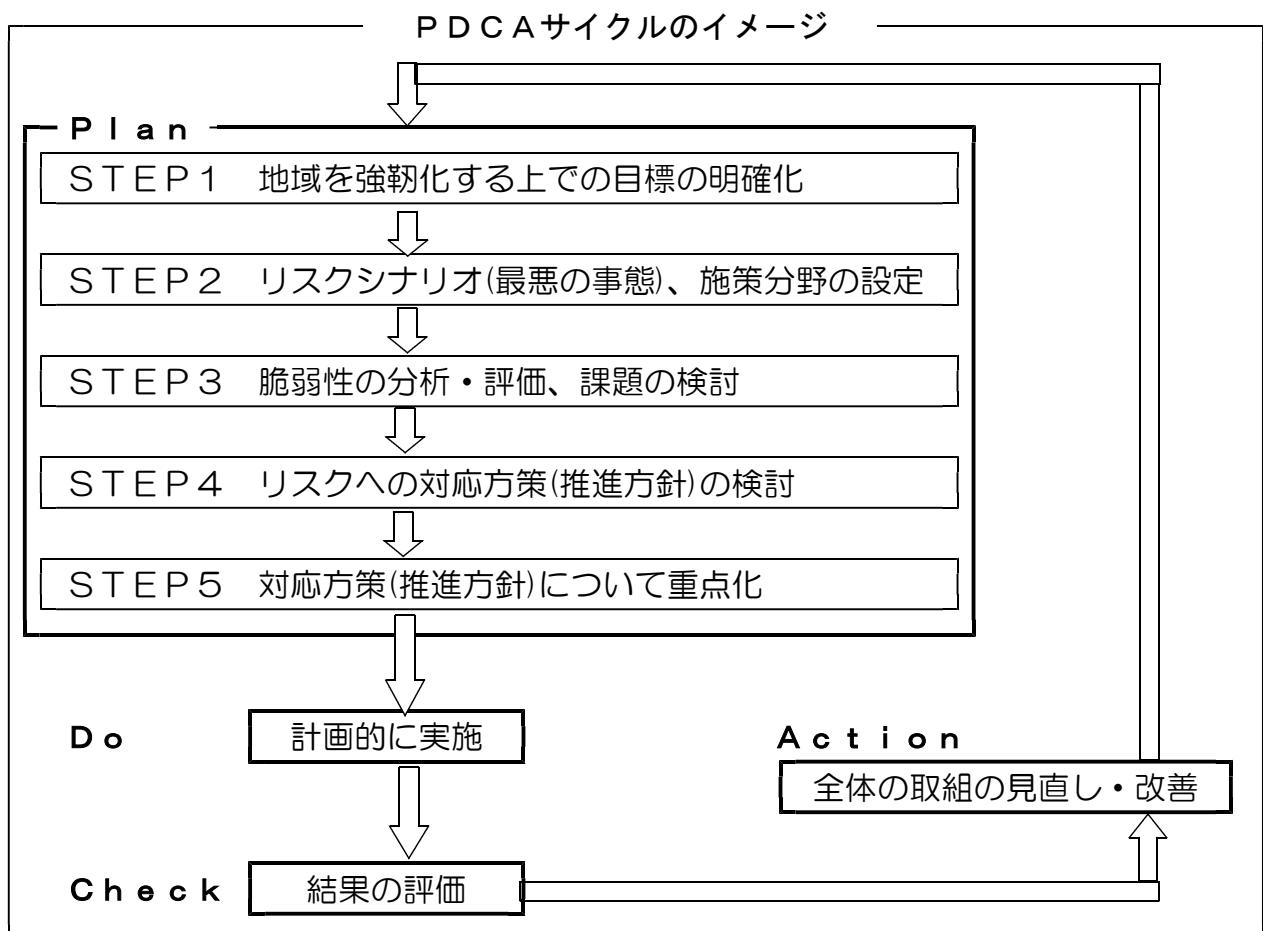 ＰＤＣＡサイクルのイメージ
Ｐｌａｎ
ＳＴＥＰ１　地域を強靭化する上での目標の明確化
ＳＴＥＰ２　リスクシナリオ(最悪の事態)、施策分野の設定
ＳＴＥＰ３　脆弱性の分析・評価、課題の検討
ＳＴＥＰ４　リスクへの対応方策(推進方針)の検討
ＳＴＥＰ５　対応方策(推進方針)について重点化
Ｄｏ　計画的に実施
Ａｃｔｉｏｎ
全体の取組の見直し・改善
Ｃｈｅｃｋ　結果の評価